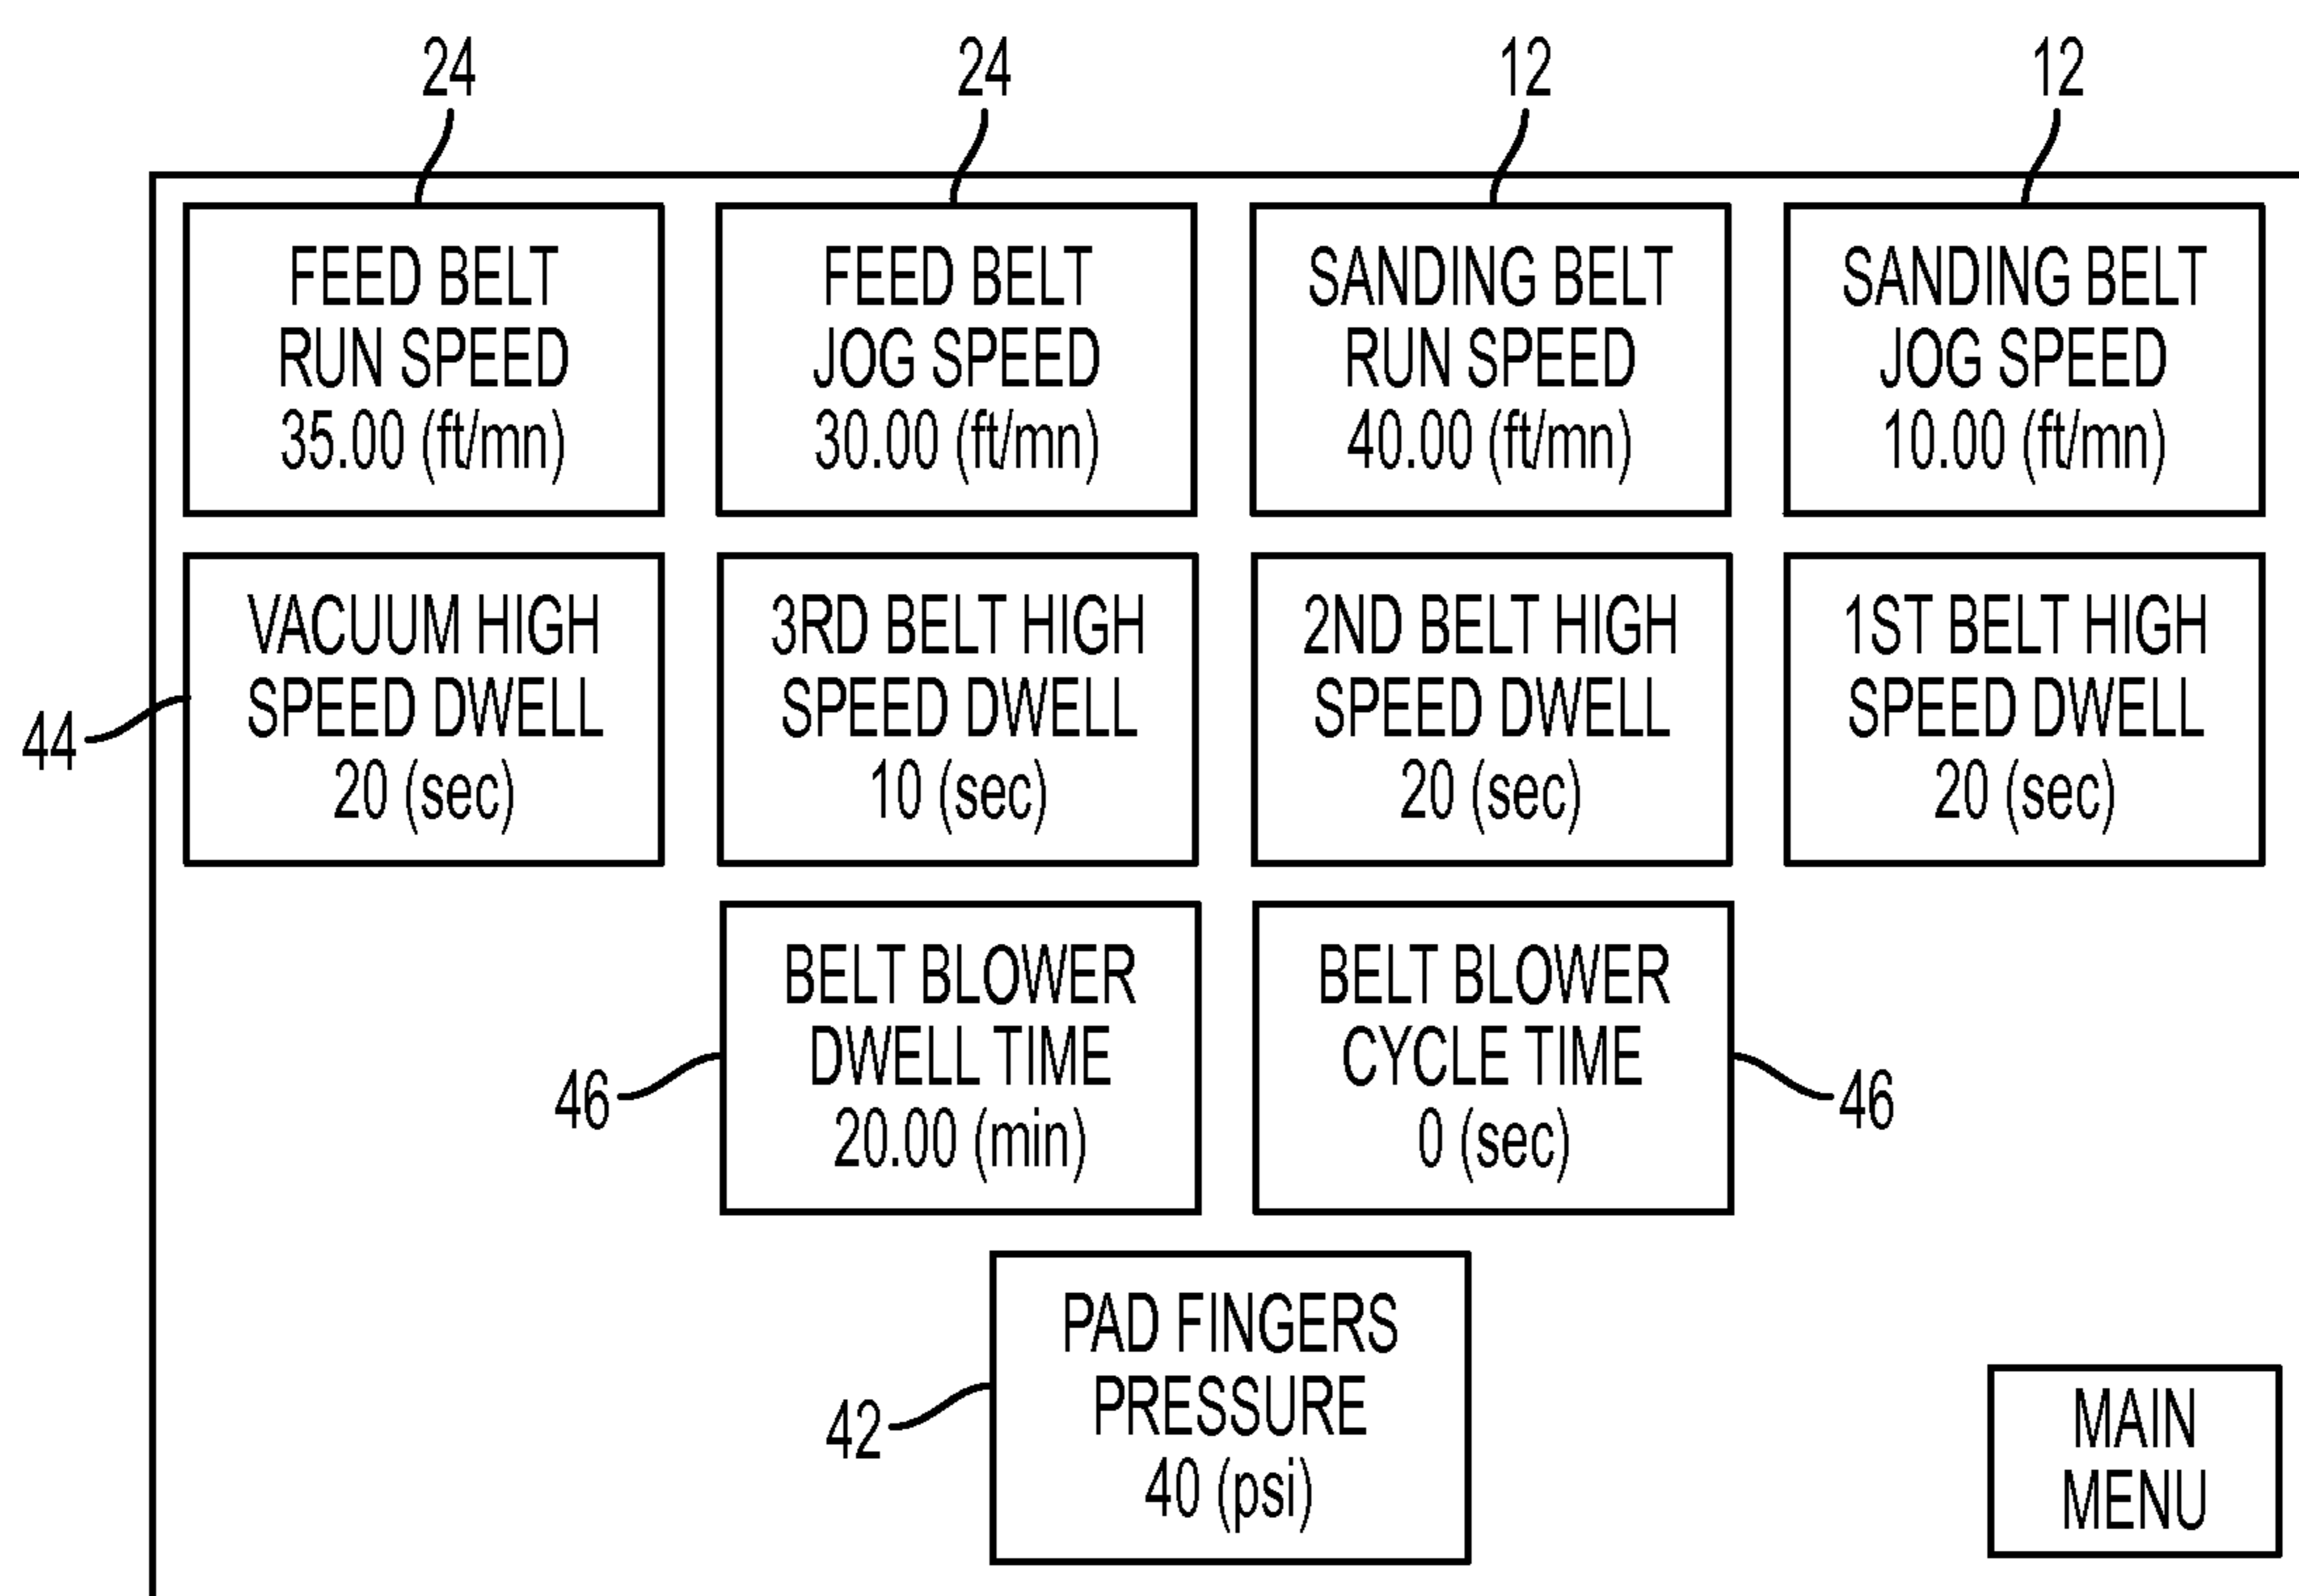 24
24
12
12
FEED BELT
RUN SPEED
35.00 (ft/mn)
FEED BELT
JOG SPEED
30.00 (ft/mn)
SANDING BELT
RUN SPEED
40.00 (ft/mn)
SANDING BELT
JOG SPEED
10.00 (ft/mn)
44
VACUUM HIGH
SPEED DWELL
20 (sec)
3RD BELT HIGH
SPEED DWELL
10 (sec)
2ND BELT HIGH
SPEED DWELL
20 (sec)
1ST BELT HIGH
SPEED DWELL
20 (sec)
46
BELT BLOWER
DWELL TIME
20.00 (min)
BELT BLOWER
CYCLE TIME
0 (sec)
46
42
PAD FINGERS
PRESSURE
40 (psi)
MAIN
MENU